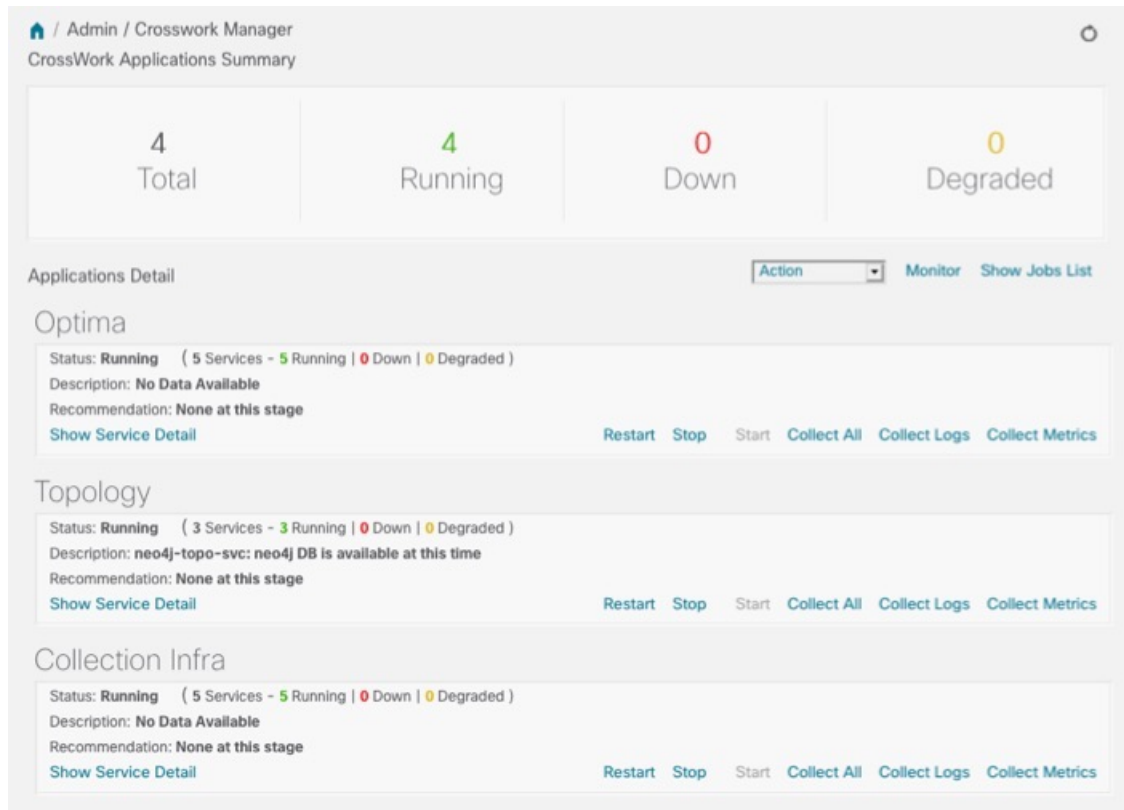 / Admin / Crosswork Manager
CrossWork Applications Summary
4 4 0 0
Total Running Down Degraded
Applications Detail Action Monitor Show Jobs List
Optima
Status: Running ( 5 Services - 5 Running | 0 Down | 0 Degraded )
Description: No Data Available
Recommendation: None at this stage
Show Service Detail Restart Stop Start Collect All Collect Logs Collect Metrics
Topology
Status: Running ( 3 Services - 3 Running | 0 Down | 0 Degraded )
Description: neo4j-topo-svc: neo4j DB is available at this time
Recommendation: None at this stage
Show Service Detail Restart Stop Start Collect All Collect Logs Collect Metrics
Collection Infra
Status: Running ( 5 Services - 5 Running | 0 Down | 0 Degraded )
Description: No Data Available
Recommendation: None at this stage
Show Service Detail Restart Stop Start Collect All Collect Logs Collect Metrics